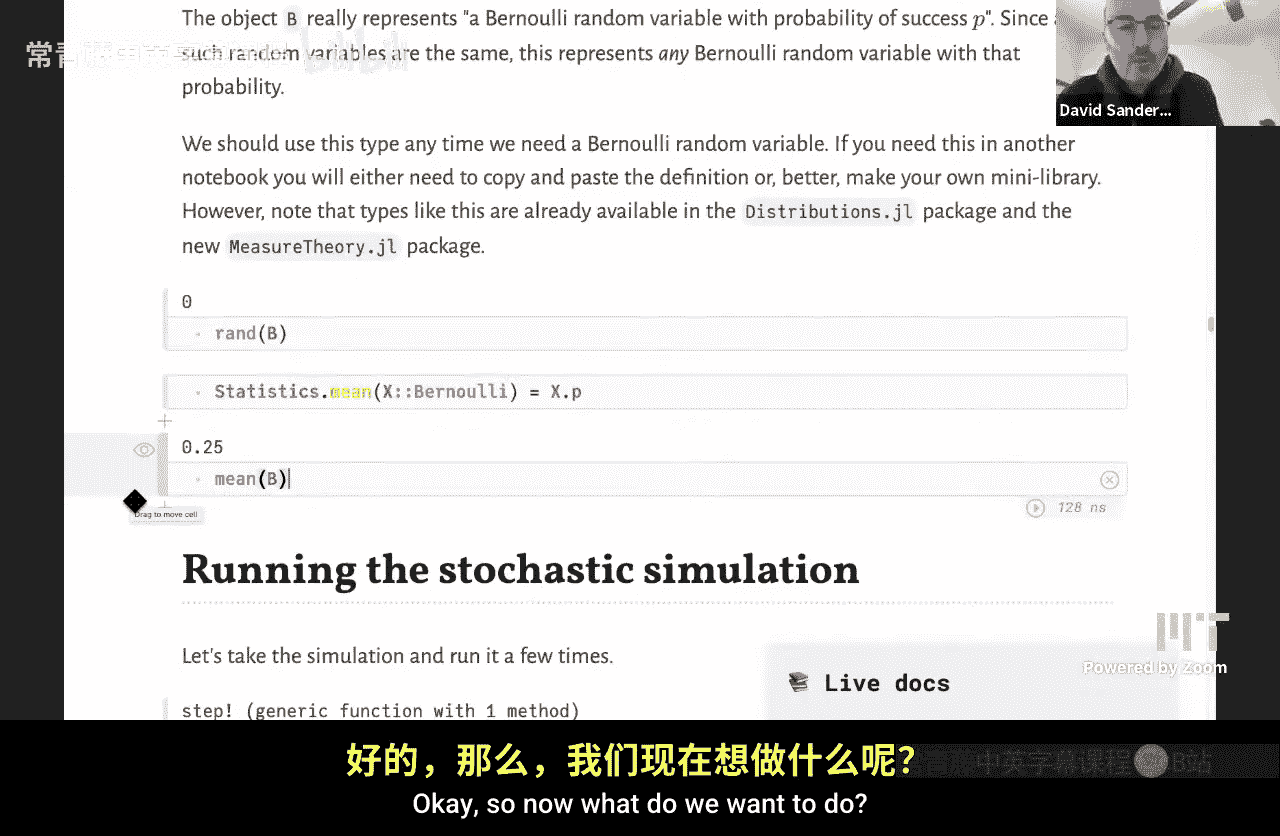 The object B really represents "a Bernoulli random variable with probability of success p". Since
such random variables are the same, this represents any Bernoulli random variable with that
probability.
David Sander...
We should use this type any time we need a Bernoulli random variable. If you need this in another
notebook you will either need to copy and paste the definition or, better, make your own mini-library.
However, note that types like this are already available in the Distributions.jl package and the
new MeasureTheory.jl package.
0
rand(B)
Statistics.mean(X::Bernoulli) = X.p
0.25
mean(B)
Drag to move cell
128 ns
Running the stochastic simulation
Let's take the simulation and run it a few times.
MIT
Powered by Zoom
Live docs
step! (generic function with 1 method)
好的，那么，我们现在想做什么呢？
Okay, so now what do we want to do?